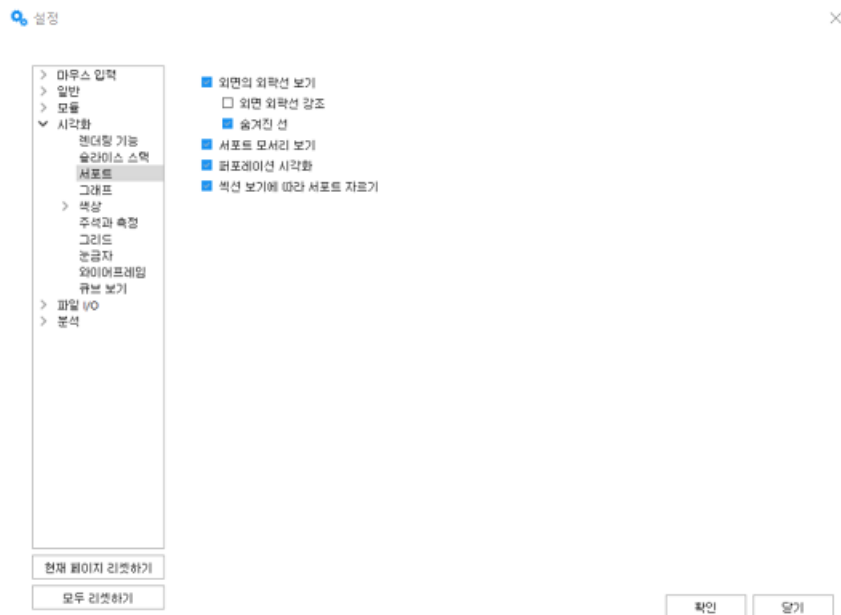 설정
마우스 입력
일반
모듈
시각화
렌더링 기능
슬라이스 스택
서포트
그래프
색상
주석과 측정
그리드
눈금자
와이어프레임
큐브 보기
파일 I/O
분석
외면의 외곽선 보기
외면 외곽선 강조
숨겨진 선
서포트 모서리 보기
퍼포레이션 시각화
섹션 보기에 따라 서포트 자르기
현재 페이지 리셋하기
모두 리셋하기
확인
닫기